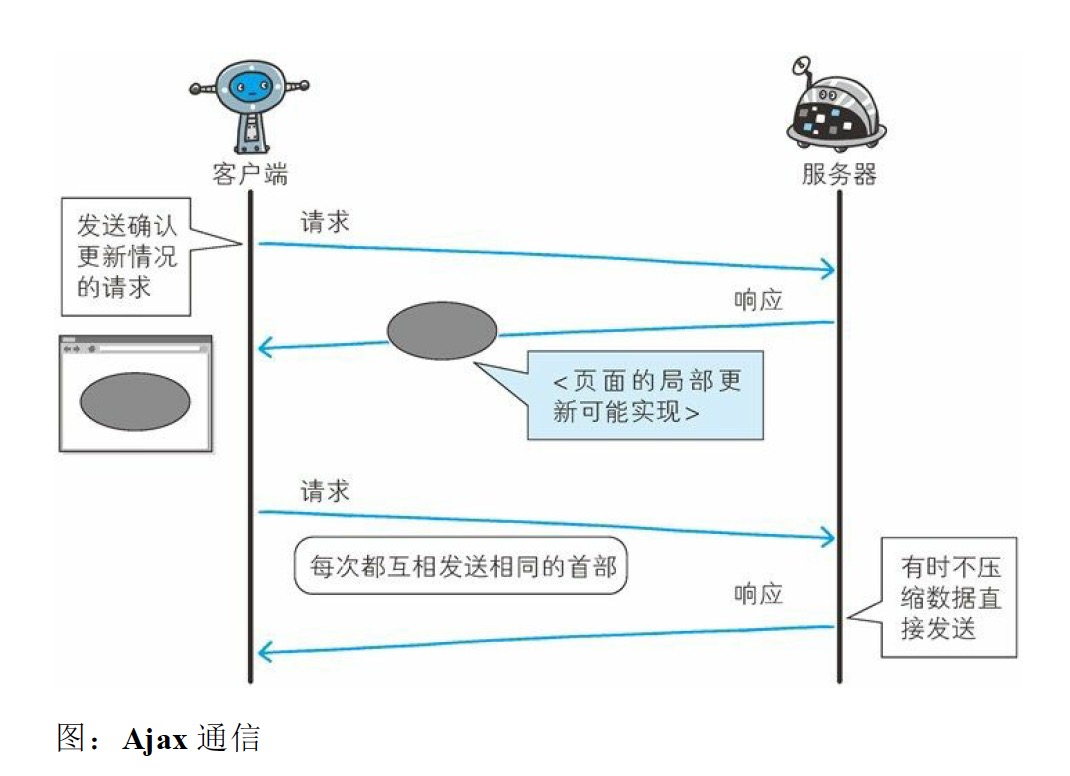 客户端
服务器
发送确认
更新情况
的请求
请求
响应
<页面的局部更
新可能实现>
请求
每次都互相发送相同的首部
响应
有时不压
缩数据直
接发送
图：Ajax 通信